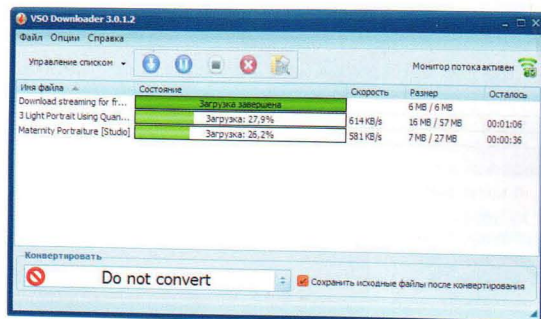 VSO Downloader 3.0.1.2
Файл Опции Справка
Управление списком
Монитор потока активен
Имя файла Состояние Скорость Размер Осталось
Download streaming for fr... Загрузка завершена 6 MB / 6 MB
3 Light Portrait Using Quan... Загрузка: 27,9% 614 KB/s 16 MB / 57 MB 00:01:06
Maternity Portraiture [Studio] Загрузка: 26,2% 581 KB/s 7 MB / 27 MB 00:00:36
Конвертировать
Do not convert
Сохранить исходные файлы после конвертирования